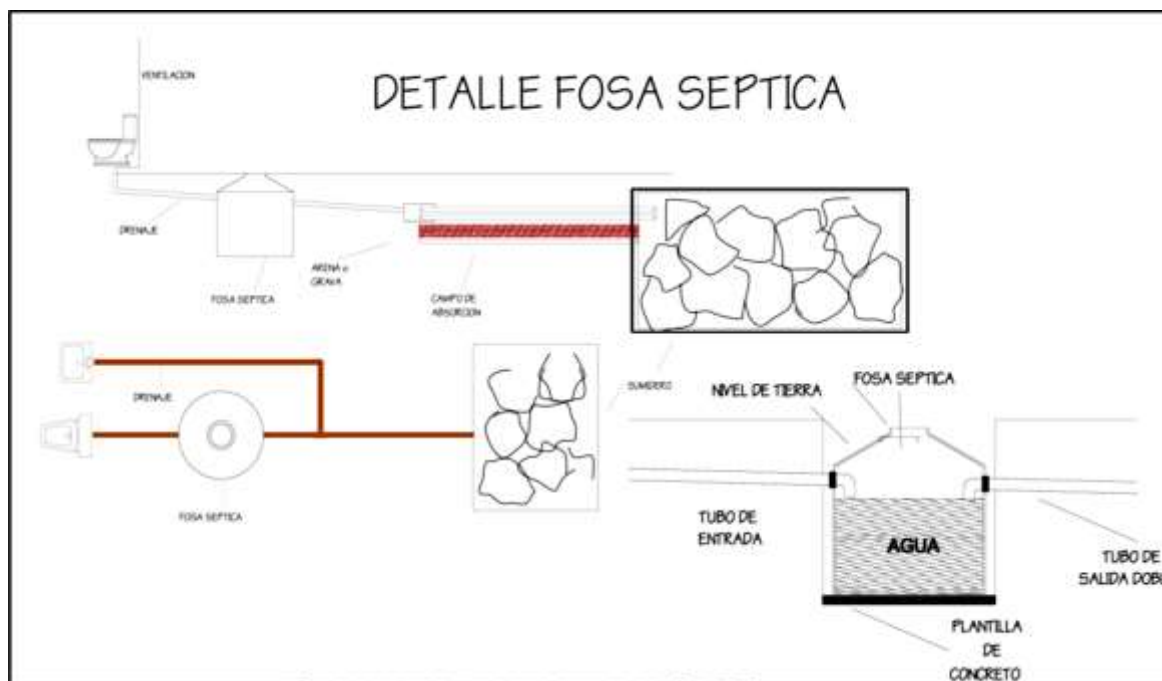 DETALLE FOSA SEPTICA
VENTILACION
DRENAJE
FOSA SEPTICA
ARENA o
GRAVA
CAMPO DE
ABSORCION
SUMIDERO
DRENAJE
FOSA SEPTICA
NIVEL DE TIERRA
FOSA SEPTICA
TUBO DE
ENTRADA
AGUA
TUBO DE
SALIDA DOB
PLANTILLA
DE
CONCRETO